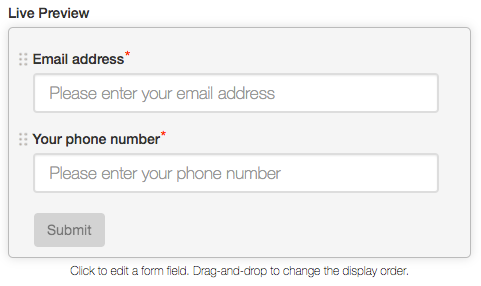 Live Preview
Email address*
Please enter your email address
Your phone number*
Please enter your phone number
Submit
Click to edit a form field. Drag-and-drop to change the display order.